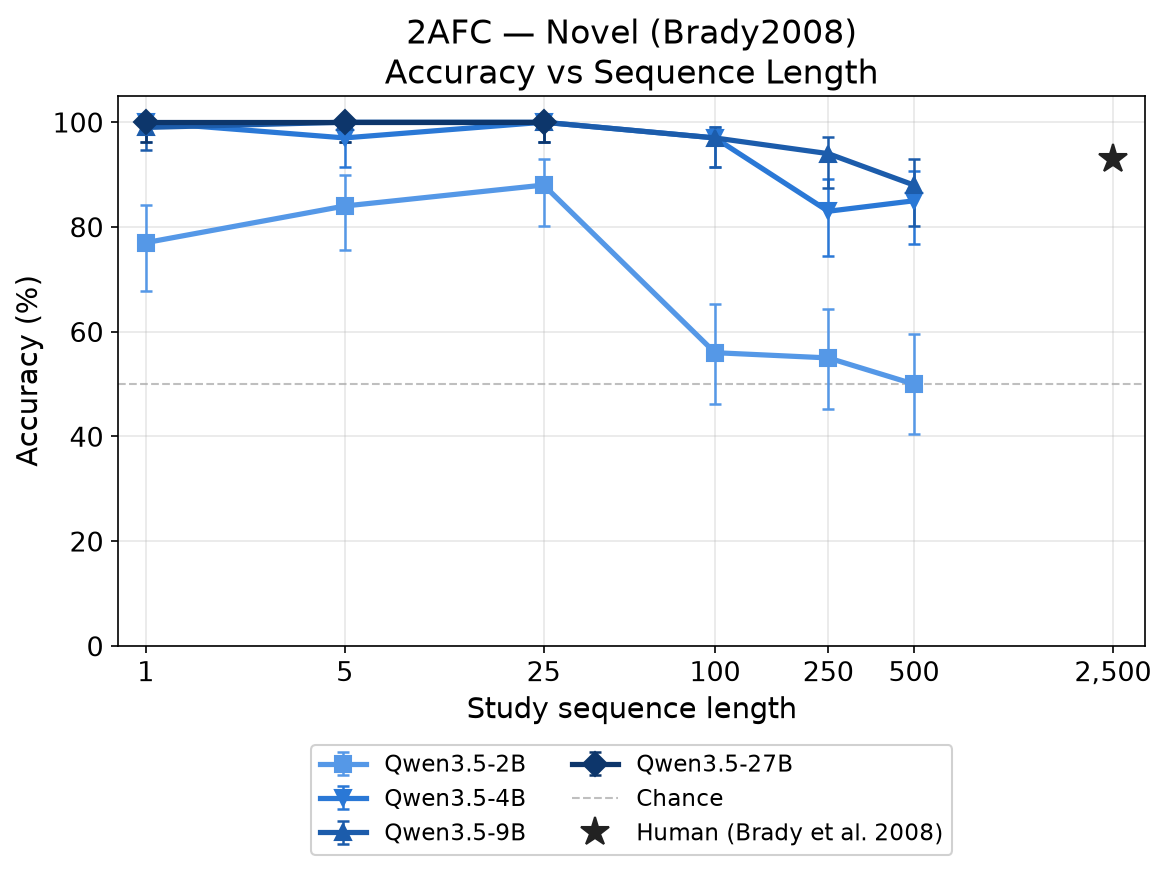 2AFC — Novel (Brady2008)
Accuracy vs Sequence Length
Accuracy (%)
100
80
60
40
20
0
1
5
25
100
250
500
2,500
Study sequence length
Qwen3.5-2B
Qwen3.5-4B
Qwen3.5-9B
Qwen3.5-27B
Chance
Human (Brady et al. 2008)